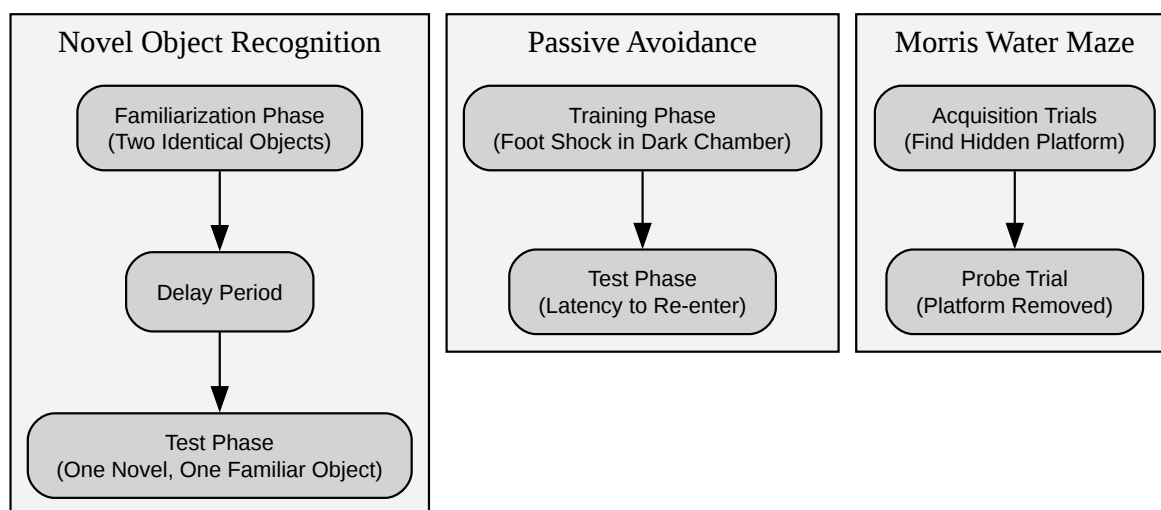 Novel Object Recognition
Familiarization Phase
(Two Identical Objects)
Delay Period
Test Phase
(One Novel, One Familiar Object)
Passive Avoidance
Training Phase
(Foot Shock in Dark Chamber)
Test Phase
(Latency to Re-enter)
Morris Water Maze
Acquisition Trials
(Find Hidden Platform)
Probe Trial
(Platform Removed)